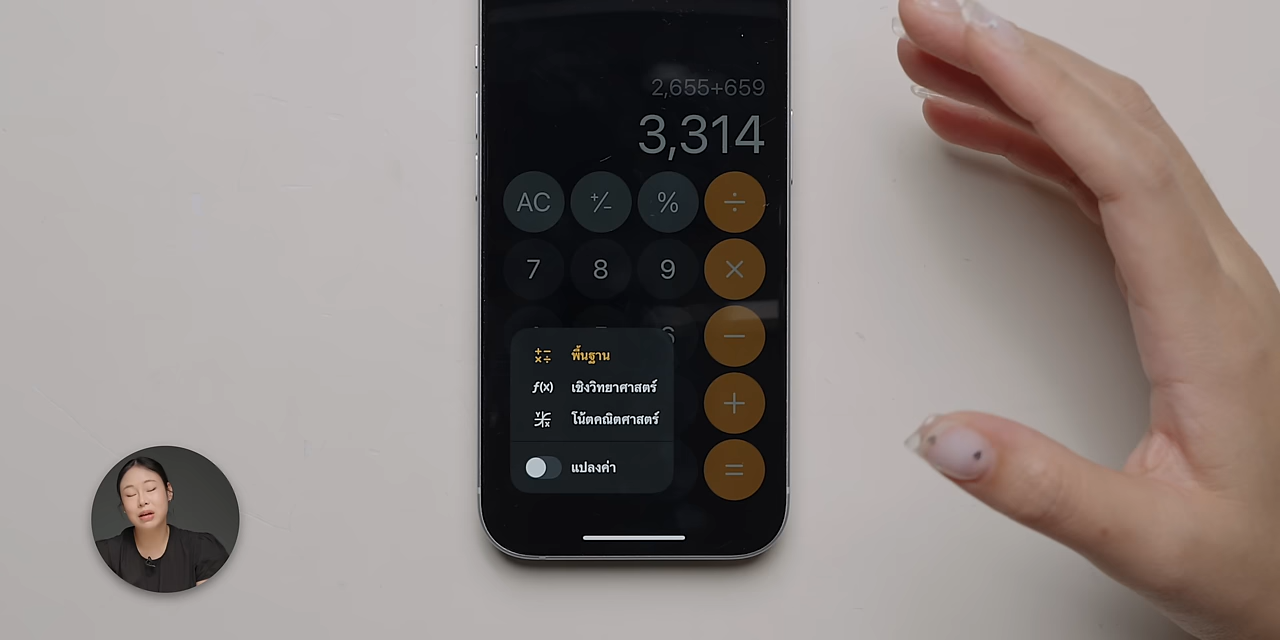 2,655+659
3,314
AC +/- % ÷
7 8 9 ×
6 −
พื้นฐาน
f(x) เชิงวิทยาศาสตร์
โน้ตคณิตศาสตร์
+
แปลงค่า
=